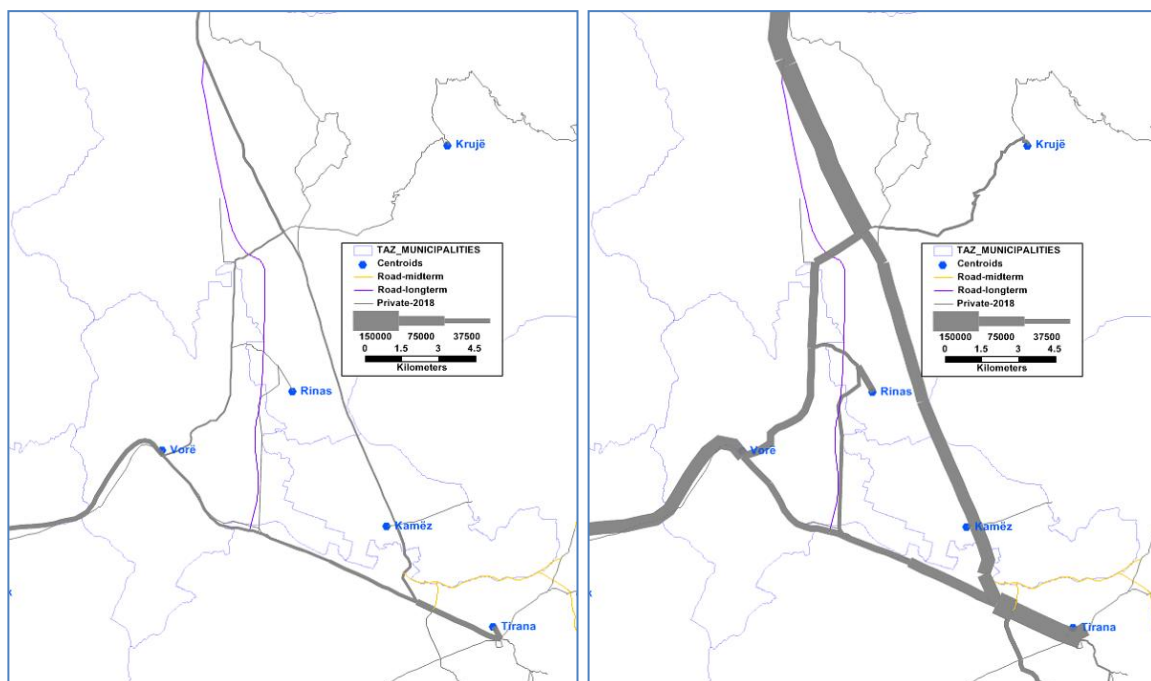 Krujë
TAZ_MUNICIPALITIES
Centroids
Road-midterm
Road-longterm
Private-2018
150000 75000 37500
0 1.5 3 4.5
Kilometers
Rinas
Vorë
Kamëz
Tirana
Krujë
TAZ_MUNICIPALITIES
Centroids
Road-midterm
Road-longterm
Private-2018
150000 75000 37500
0 1.5 3 4.5
Kilometers
Rinas
Vorë
Kamëz
Tirana